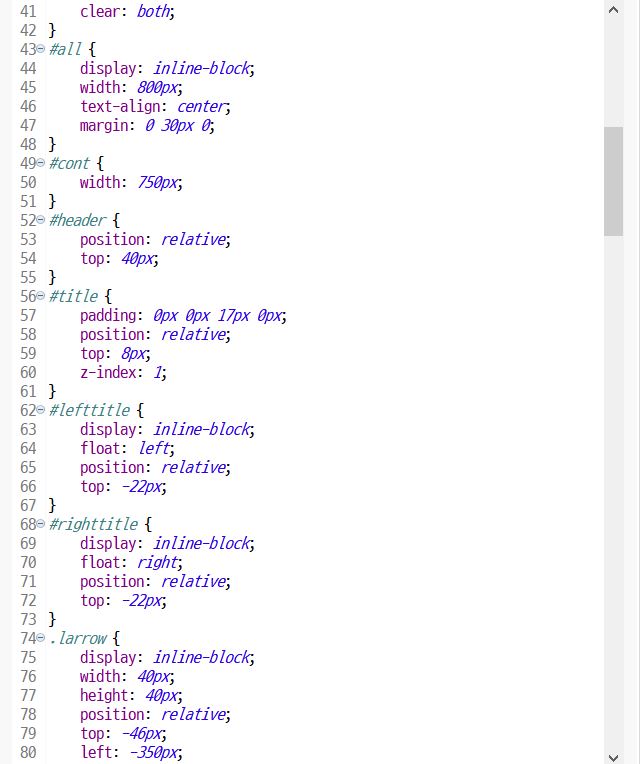 41 clear: both;
42 }
43 #all {
44 display: inline-block;
45 width: 800px;
46 text-align: center;
47 margin: 0 30px 0;
48 }
49 #cont {
50 width: 750px;
51 }
52 #header {
53 position: relative;
54 top: 40px;
55 }
56 #title {
57 padding: 0px 0px 17px 0px;
58 position: relative;
59 top: 8px;
60 z-index: 1;
61 }
62 #lefttitle {
63 display: inline-block;
64 float: left;
65 position: relative;
66 top: -22px;
67 }
68 #righttitle {
69 display: inline-block;
70 float: right;
71 position: relative;
72 top: -22px;
73 }
74 .larrow {
75 display: inline-block;
76 width: 40px;
77 height: 40px;
78 position: relative;
79 top: -46px;
80 left: -350px;